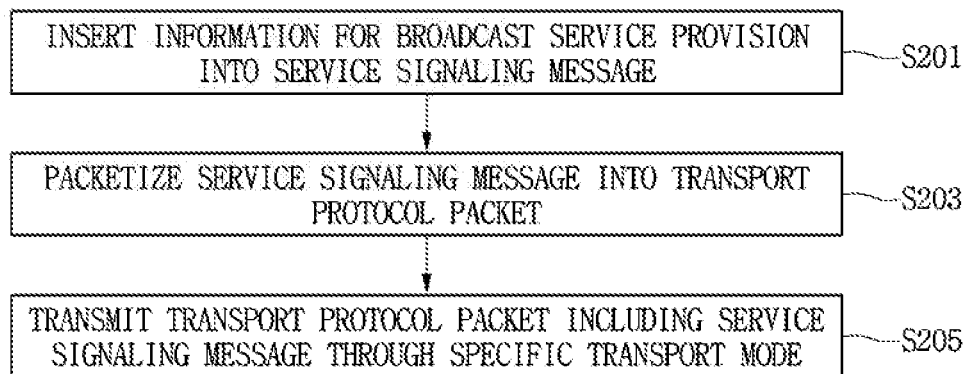 INSERT INFORMATION FOR BROADCAST SERVICE PROVISION
INTO SERVICE SIGNALING MESSAGE
S201
PACKETIZE SERVICE SIGNALING MESSAGE INTO TRANSPORT
PROTOCOL PACKET
S203
TRANSMIT TRANSPORT PROTOCOL PACKET INCLUDING SERVICE
SIGNALING MESSAGE THROUGH SPECIFIC TRANSPORT MODE
S205